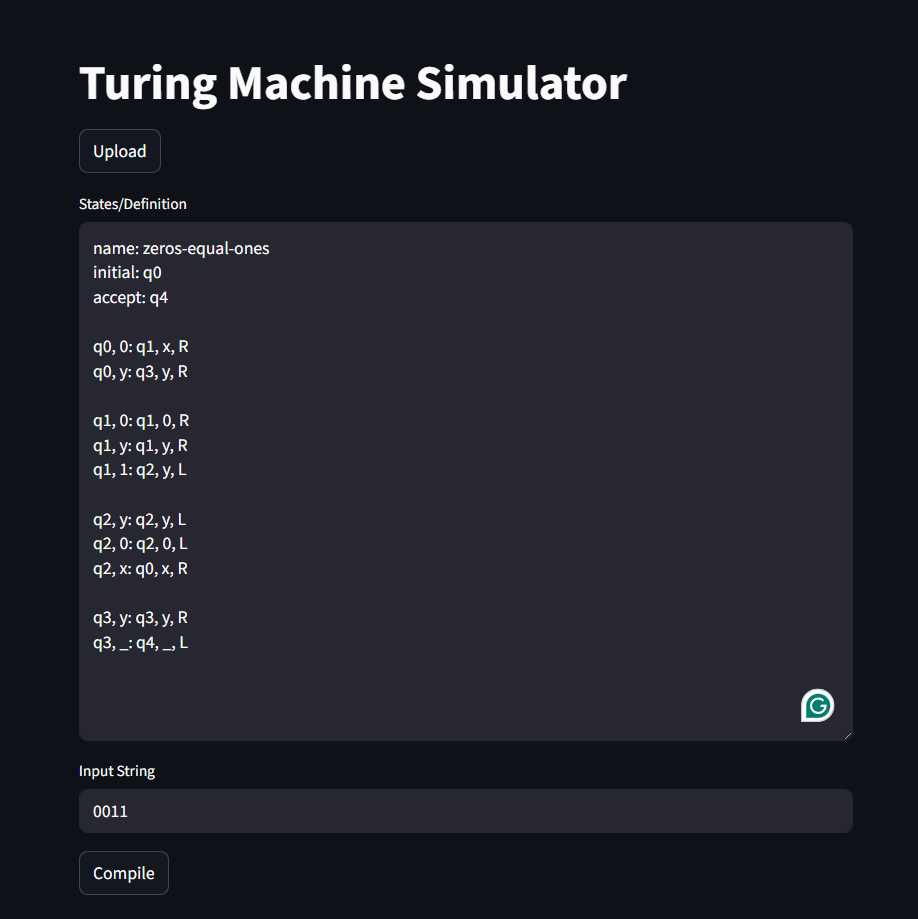 Turing Machine Simulator
Upload
States/Definition
name: zeros-equal-ones
initial: q0
accept: q4
q0, 0: q1, x, R
q0, y: q3, y, R
q1, 0: q1, 0, R
q1, y: q1, y, R
q1, 1: q2, y, L
q2, y: q2, y, L
q2, 0: q2, 0, L
q2, x: q0, x, R
q3, y: q3, y, R
q3, _: q4, _, L
G
Input String
0011
Compile